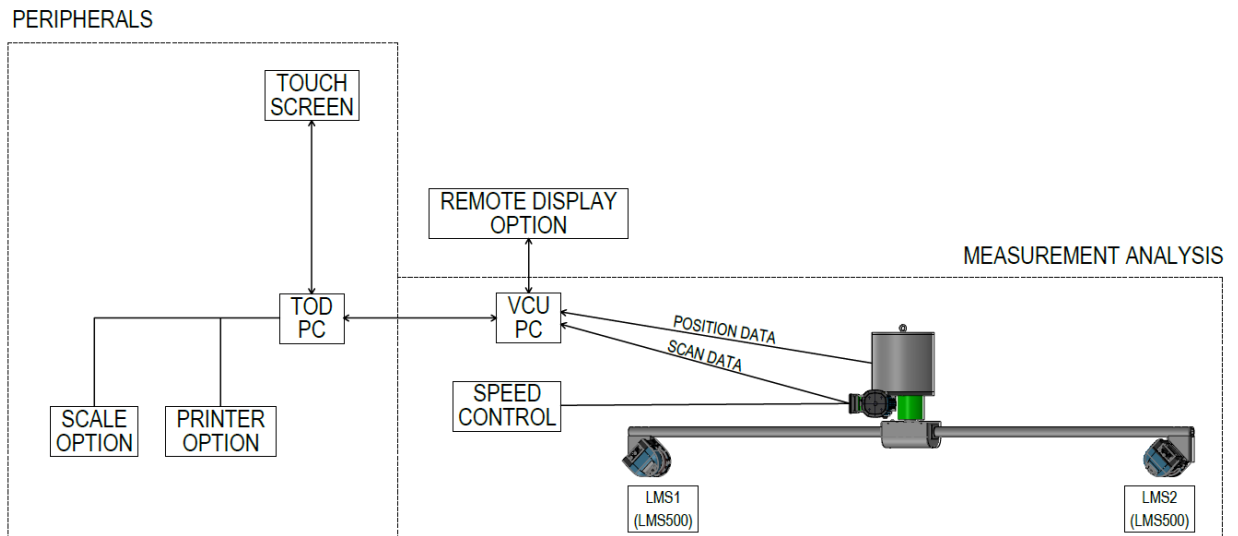 PERIPHERALS
TOUCH
SCREEN
REMOTE DISPLAY
OPTION
MEASUREMENT ANALYSIS
TOD
PC
VCU
PC
POSITION DATA
SCAN DATA
SPEED
CONTROL
SCALE
OPTION
PRINTER
OPTION
LMS1
(LMS500)
LMS2
(LMS500)